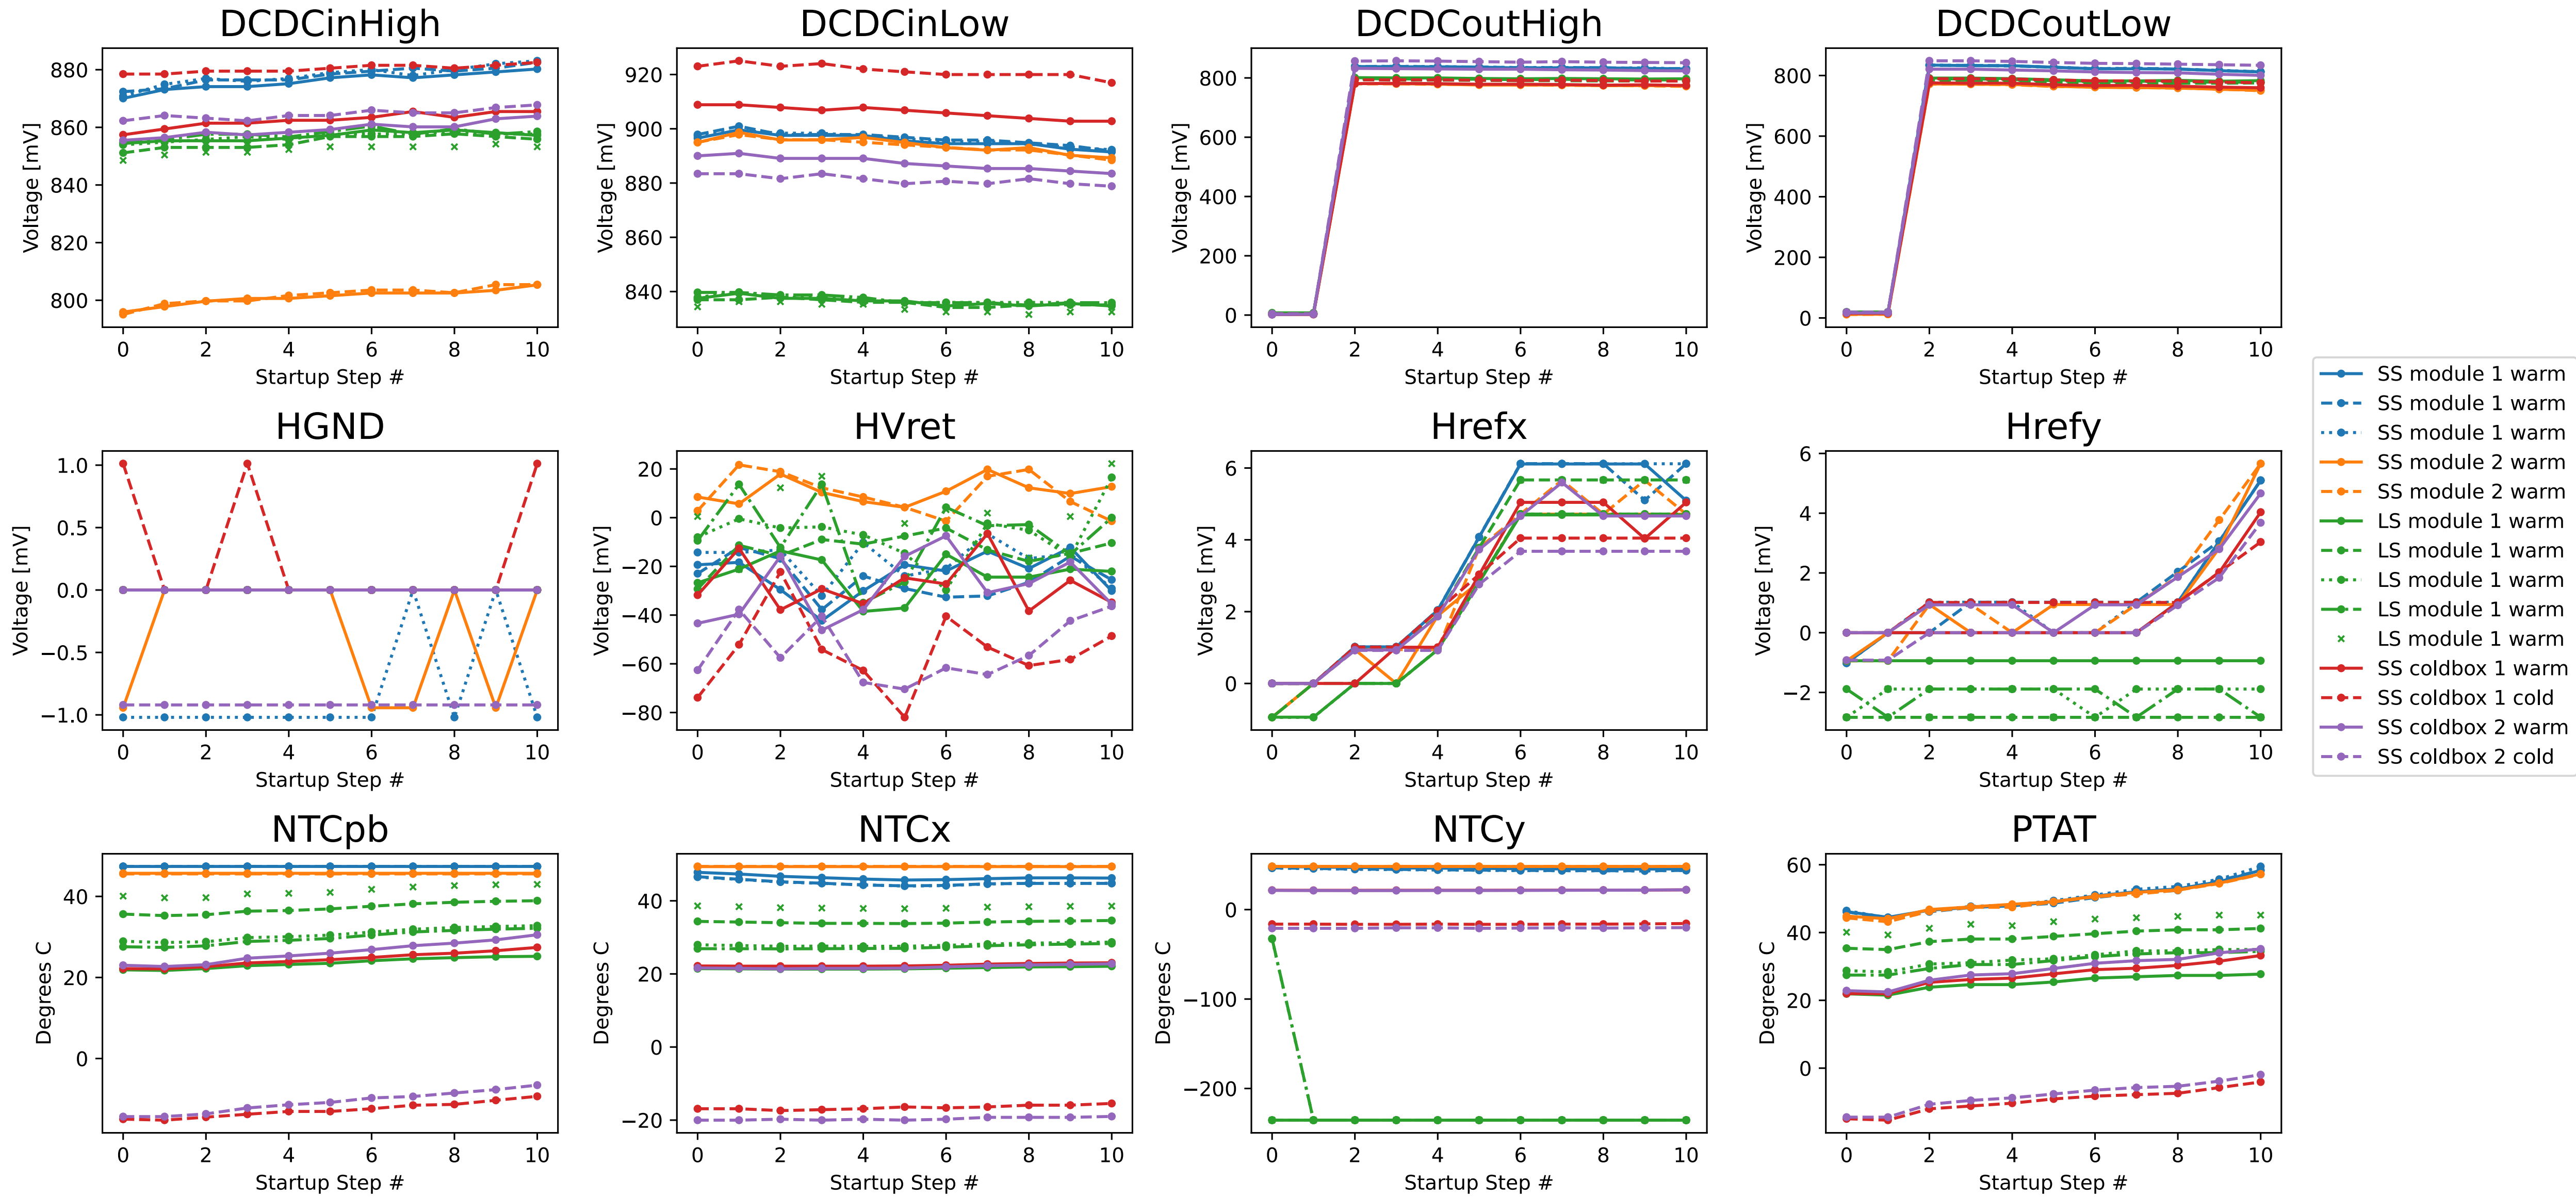 DCDCinHigh
Voltage [mV]
880
860
840
820
800
0 2 4 6 8 10
Startup Step #
DCDCinLow
Voltage [mV]
920
900
880
860
840
0 2 4 6 8 10
Startup Step #
DCDCoutHigh
Voltage [mV]
800
600
400
200
0
0 2 4 6 8 10
Startup Step #
DCDCoutLow
Voltage [mV]
800
600
400
200
0
0 2 4 6 8 10
Startup Step #
HGND
Voltage [mV]
1.0
0.5
0.0
−0.5
−1.0
0 2 4 6 8 10
Startup Step #
HVret
Voltage [mV]
20
0
−20
−40
−60
−80
0 2 4 6 8 10
Startup Step #
Hrefx
Voltage [mV]
6
4
2
0
0 2 4 6 8 10
Startup Step #
Hrefy
Voltage [mV]
6
4
2
0
−2
0 2 4 6 8 10
Startup Step #
SS module 1 warm
SS module 1 warm
SS module 1 warm
SS module 2 warm
SS module 2 warm
LS module 1 warm
LS module 1 warm
LS module 1 warm
LS module 1 warm
LS module 1 warm
SS coldbox 1 warm
SS coldbox 1 cold
SS coldbox 2 warm
SS coldbox 2 cold
NTCpb
Degrees C
40
20
0
0 2 4 6 8 10
Startup Step #
NTCx
Degrees C
40
20
0
−20
0 2 4 6 8 10
Startup Step #
NTCy
Degrees C
0
−100
−200
0 2 4 6 8 10
Startup Step #
PTAT
Degrees C
60
40
20
0
0 2 4 6 8 10
Startup Step #